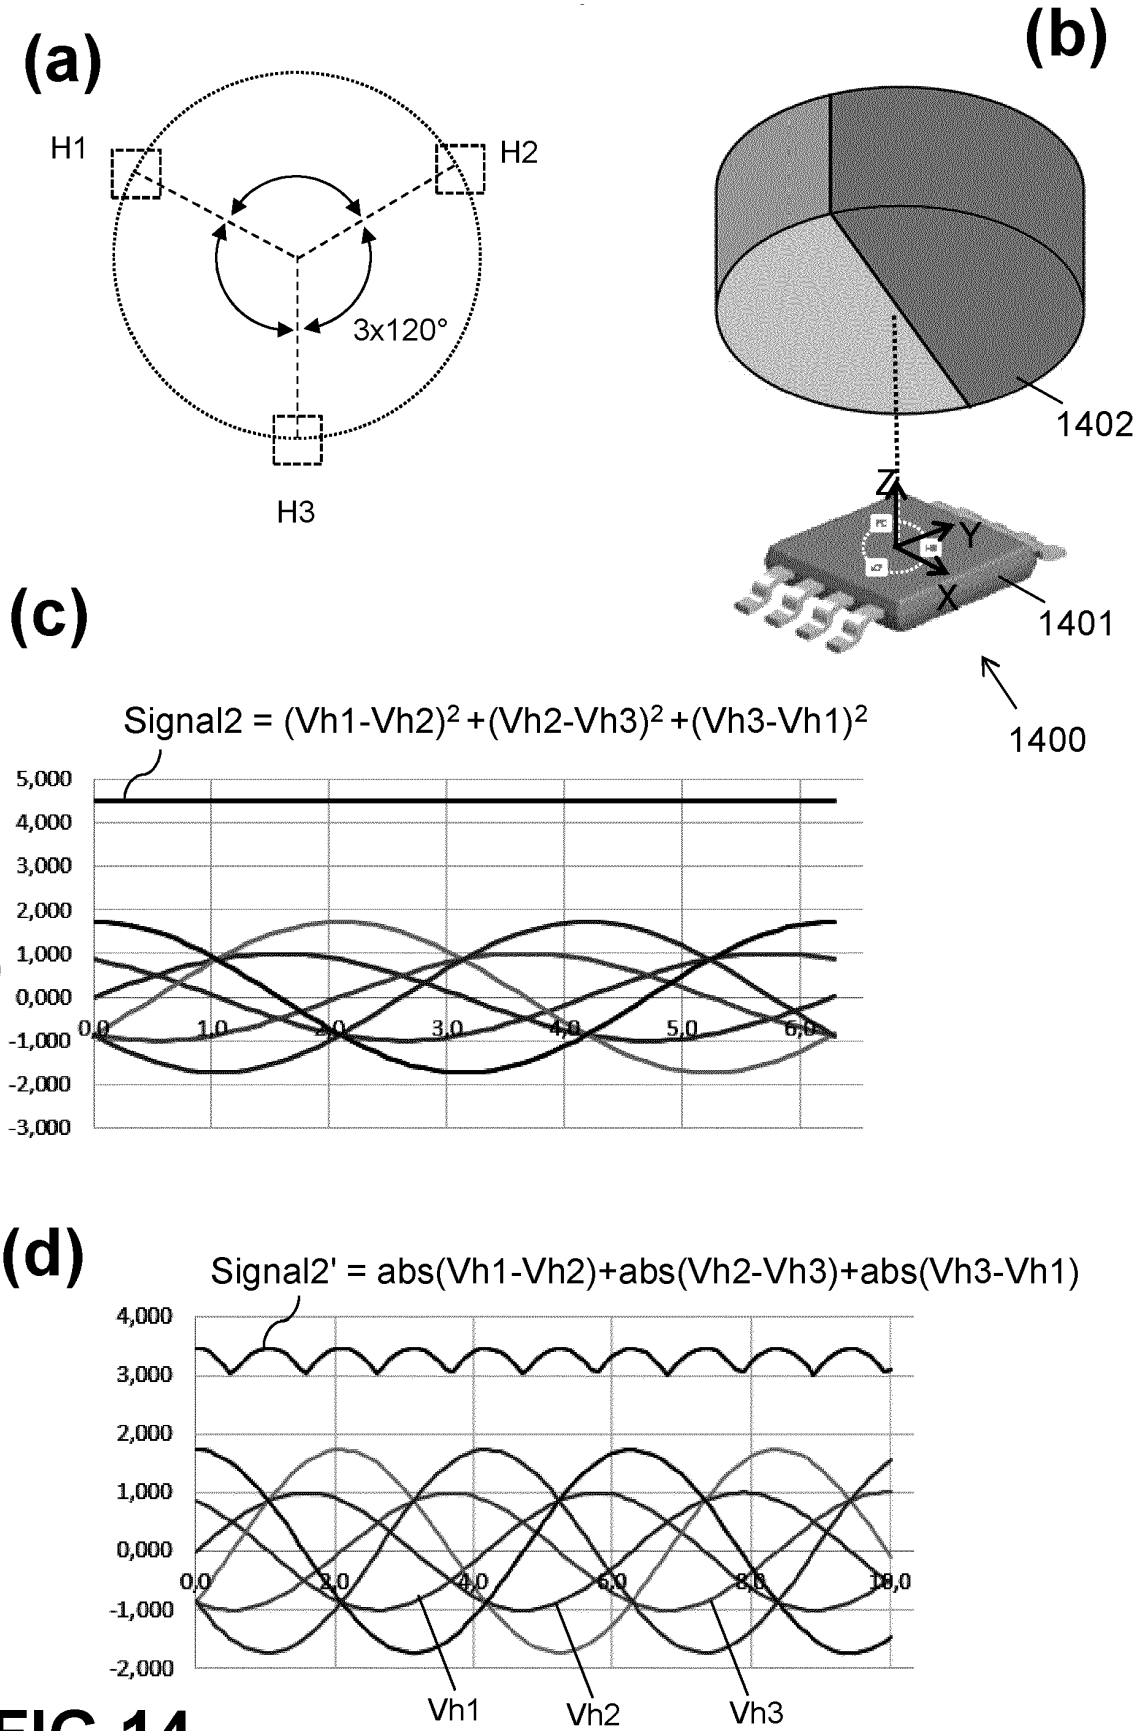 (a)
(b)
H1
H2
3x120°
H3
1402
Z
Y
X
1401
1400
(c)
Signal2 = (Vh1-Vh2)² +(Vh2-Vh3)² +(Vh3-Vh1)²
5,000
4,000
3,000
2,000
1,000
0,000
0,0 1,0 2,0 3,0 4,0 5,0 6,0
-1,000
-2,000
-3,000
(d)
Signal2' = abs(Vh1-Vh2)+abs(Vh2-Vh3)+abs(Vh3-Vh1)
4,000
3,000
2,000
1,000
0,000
0,0 2,0 4,0 6,0 8,0 10,0
-1,000
-2,000
Vh1 Vh2 Vh3
FIG 14